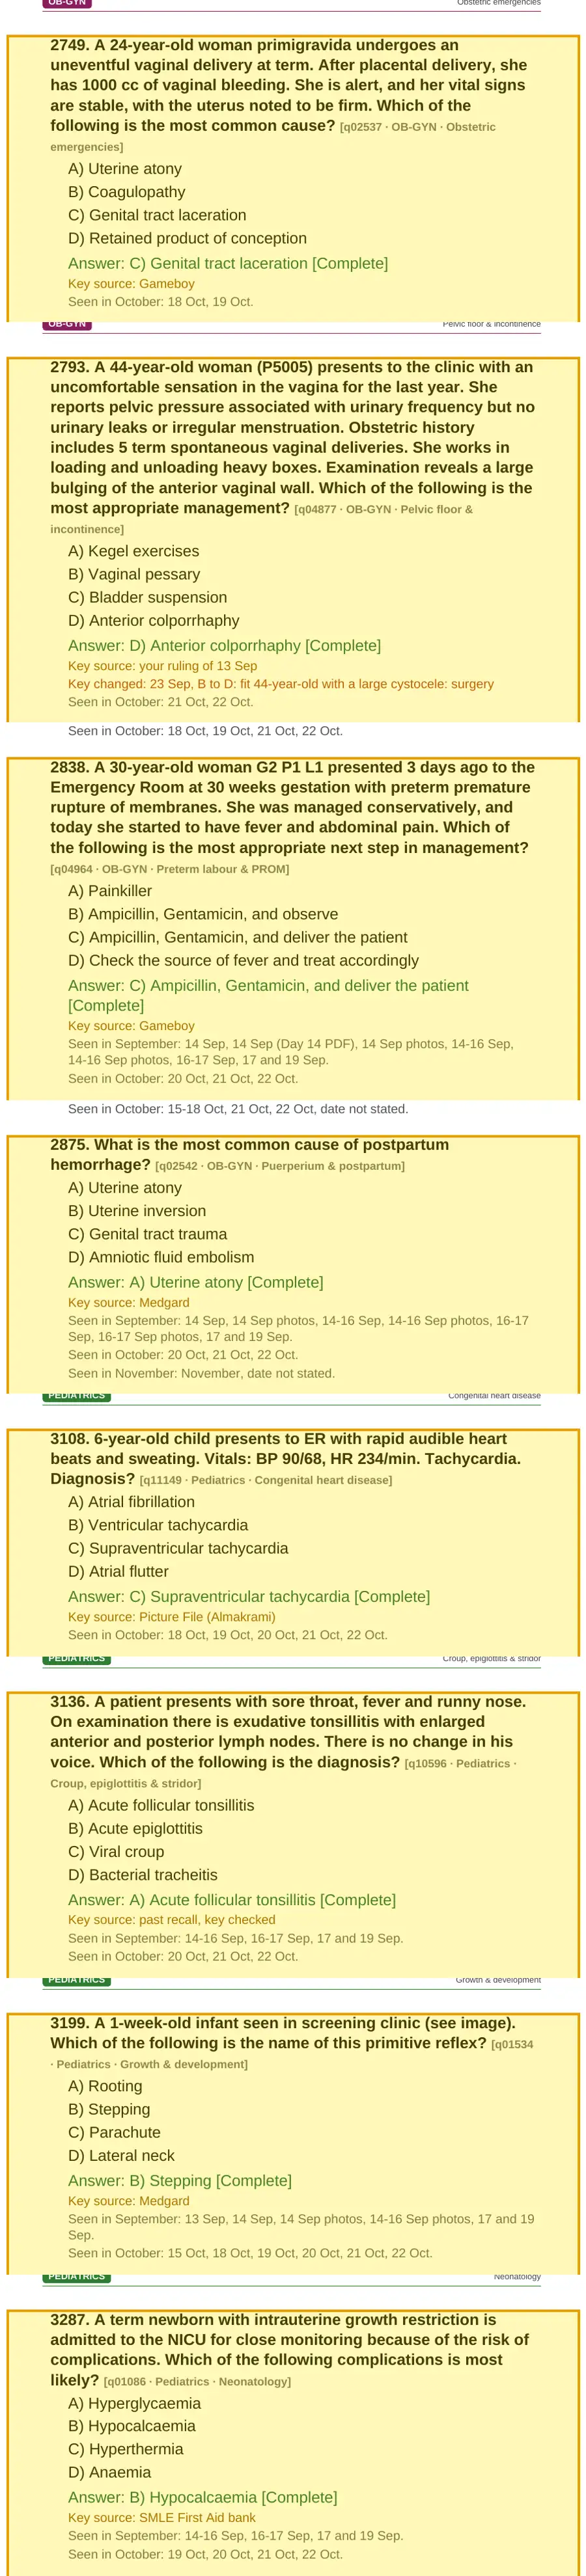 OB-GYN
Obstetric emergencies
2749. A 24-year-old woman primigravida undergoes an
uneventful vaginal delivery at term. After placental delivery, she
has 1000 cc of vaginal bleeding. She is alert, and her vital signs
are stable, with the uterus noted to be firm. Which of the
following is the most common cause? [q02537 · OB-GYN · Obstetric
emergencies]
A) Uterine atony
B) Coagulopathy
C) Genital tract laceration
D) Retained product of conception
Answer: C) Genital tract laceration [Complete]
Key source: Gameboy
Seen in October: 18 Oct, 19 Oct.
OB-GYN
Pelvic floor & incontinence
2793. A 44-year-old woman (P5005) presents to the clinic with an
uncomfortable sensation in the vagina for the last year. She
reports pelvic pressure associated with urinary frequency but no
urinary leaks or irregular menstruation. Obstetric history
includes 5 term spontaneous vaginal deliveries. She works in
loading and unloading heavy boxes. Examination reveals a large
bulging of the anterior vaginal wall. Which of the following is the
most appropriate management? [q04877 · OB-GYN · Pelvic floor &
incontinence]
A) Kegel exercises
B) Vaginal pessary
C) Bladder suspension
D) Anterior colporrhaphy
Answer: D) Anterior colporrhaphy [Complete]
Key source: your ruling of 13 Sep
Key changed: 23 Sep, B to D: fit 44-year-old with a large cystocele: surgery
Seen in October: 21 Oct, 22 Oct.
Seen in October: 18 Oct, 19 Oct, 21 Oct, 22 Oct.
2838. A 30-year-old woman G2 P1 L1 presented 3 days ago to the
Emergency Room at 30 weeks gestation with preterm premature
rupture of membranes. She was managed conservatively, and
today she started to have fever and abdominal pain. Which of
the following is the most appropriate next step in management?
[q04964 · OB-GYN · Preterm labour & PROM]
A) Painkiller
B) Ampicillin, Gentamicin, and observe
C) Ampicillin, Gentamicin, and deliver the patient
D) Check the source of fever and treat accordingly
Answer: C) Ampicillin, Gentamicin, and deliver the patient
[Complete]
Key source: Gameboy
Seen in September: 14 Sep, 14 Sep (Day 14 PDF), 14 Sep photos, 14-16 Sep,
14-16 Sep photos, 16-17 Sep, 17 and 19 Sep.
Seen in October: 20 Oct, 21 Oct, 22 Oct.
Seen in October: 15-18 Oct, 21 Oct, 22 Oct, date not stated.
2875. What is the most common cause of postpartum
hemorrhage? [q02542 · OB-GYN · Puerperium & postpartum]
A) Uterine atony
B) Uterine inversion
C) Genital tract trauma
D) Amniotic fluid embolism
Answer: A) Uterine atony [Complete]
Key source: Medgard
Seen in September: 14 Sep, 14 Sep photos, 14-16 Sep, 14-16 Sep photos, 16-17
Sep, 16-17 Sep photos, 17 and 19 Sep.
Seen in October: 20 Oct, 21 Oct, 22 Oct.
Seen in November: November, date not stated.
PEDIATRICS
Congenital heart disease
3108. 6-year-old child presents to ER with rapid audible heart
beats and sweating. Vitals: BP 90/68, HR 234/min. Tachycardia.
Diagnosis? [q11149 · Pediatrics · Congenital heart disease]
A) Atrial fibrillation
B) Ventricular tachycardia
C) Supraventricular tachycardia
D) Atrial flutter
Answer: C) Supraventricular tachycardia [Complete]
Key source: Picture File (Almakrami)
Seen in October: 18 Oct, 19 Oct, 20 Oct, 21 Oct, 22 Oct.
PEDIATRICS
Croup, epiglottitis & stridor
3136. A patient presents with sore throat, fever and runny nose.
On examination there is exudative tonsillitis with enlarged
anterior and posterior lymph nodes. There is no change in his
voice. Which of the following is the diagnosis? [q10596 · Pediatrics ·
Croup, epiglottitis & stridor]
A) Acute follicular tonsillitis
B) Acute epiglottitis
C) Viral croup
D) Bacterial tracheitis
Answer: A) Acute follicular tonsillitis [Complete]
Key source: past recall, key checked
Seen in September: 14-16 Sep, 16-17 Sep, 17 and 19 Sep.
Seen in October: 20 Oct, 21 Oct, 22 Oct.
PEDIATRICS
Growth & development
3199. A 1-week-old infant seen in screening clinic (see image).
Which of the following is the name of this primitive reflex? [q01534
· Pediatrics · Growth & development]
A) Rooting
B) Stepping
C) Parachute
D) Lateral neck
Answer: B) Stepping [Complete]
Key source: Medgard
Seen in September: 13 Sep, 14 Sep, 14 Sep photos, 14-16 Sep photos, 17 and 19
Sep.
Seen in October: 15 Oct, 18 Oct, 19 Oct, 20 Oct, 21 Oct, 22 Oct.
PEDIATRICS
Neonatology
3287. A term newborn with intrauterine growth restriction is
admitted to the NICU for close monitoring because of the risk of
complications. Which of the following complications is most
likely? [q01086 · Pediatrics · Neonatology]
A) Hyperglycaemia
B) Hypocalcaemia
C) Hyperthermia
D) Anaemia
Answer: B) Hypocalcaemia [Complete]
Key source: SMLE First Aid bank
Seen in September: 14-16 Sep, 16-17 Sep, 17 and 19 Sep.
Seen in October: 19 Oct, 20 Oct, 21 Oct, 22 Oct.